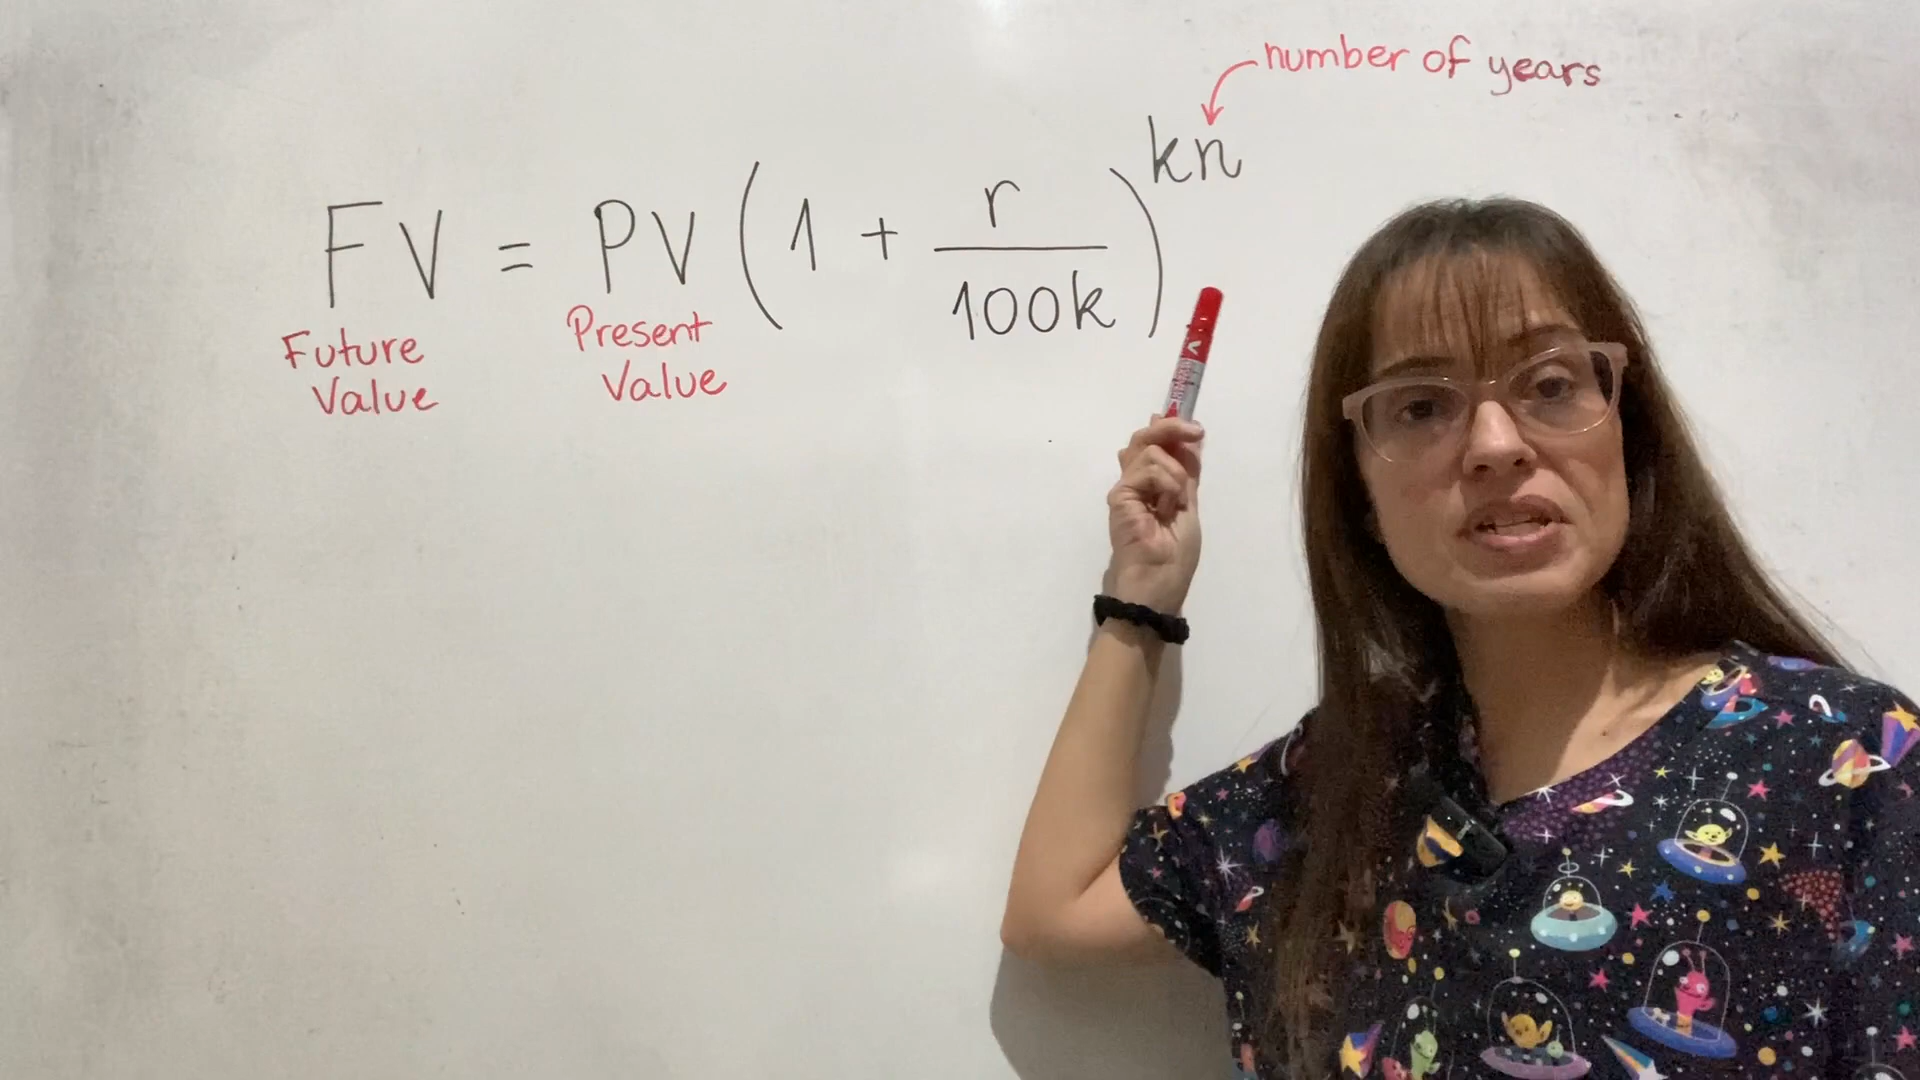 number of years
FV = PV (1 + r/100k)^kn
Future Value
Present Value